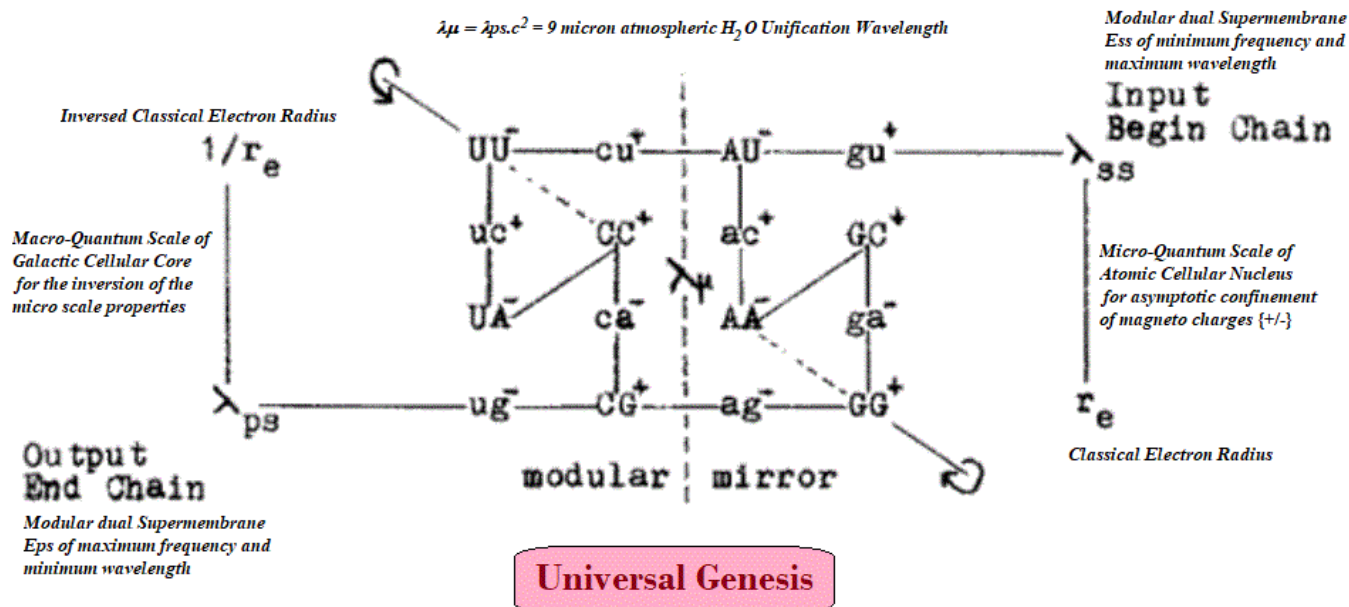 λμ = λps.c² = 9 micron atmospheric H₂O Unification Wavelength
Modular dual Supermembrane
Ess of minimum frequency and
maximum wavelength
Input
Begin Chain
Inversed Classical Electron Radius
1/rₑ
UU⁻ cu⁺ AU⁻ gu⁺ λss
Macro-Quantum Scale of
Galactic Cellular Core
for the inversion of the
micro scale properties
uc⁺ CC⁺ ac⁺ GC⁺
λμ
UA⁻ ca⁻ AA⁻ ga⁻
Micro-Quantum Scale of
Atomic Cellular Nucleus
for asymptotic confinement
of magneto charges {+/-}
λps ug⁻ CG⁺ ag⁻ GG⁺ rₑ
Classical Electron Radius
Output
End Chain
modular mirror
Modular dual Supermembrane
Eps of maximum frequency and
minimum wavelength
Universal Genesis